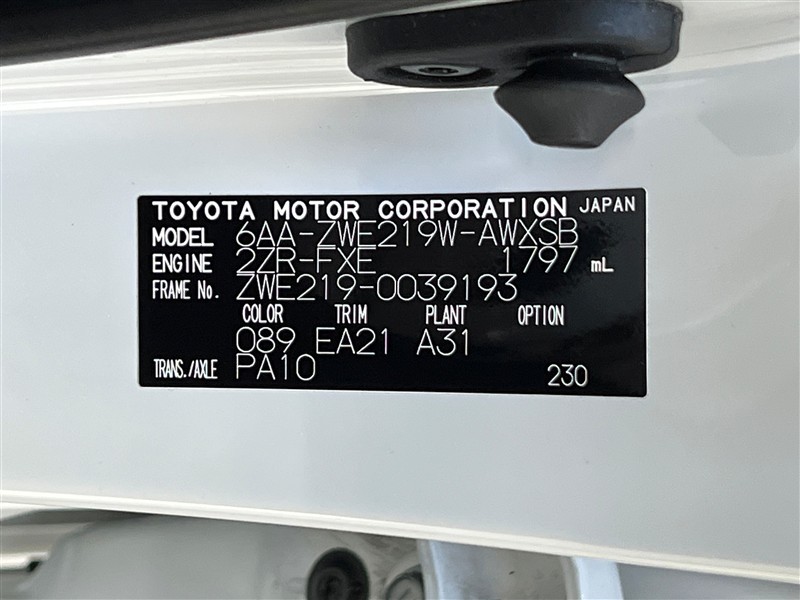 TOYOTA MOTOR CORPORATION JAPAN
MODEL 6AA-ZWE219W-AWXSB
ENGINE 2ZR-FXE 1797 mL
FRAME No. ZWE219-0039193
COLOR TRIM PLANT OPTION
089 EA21 A31
TRANS./AXLE PA10 230